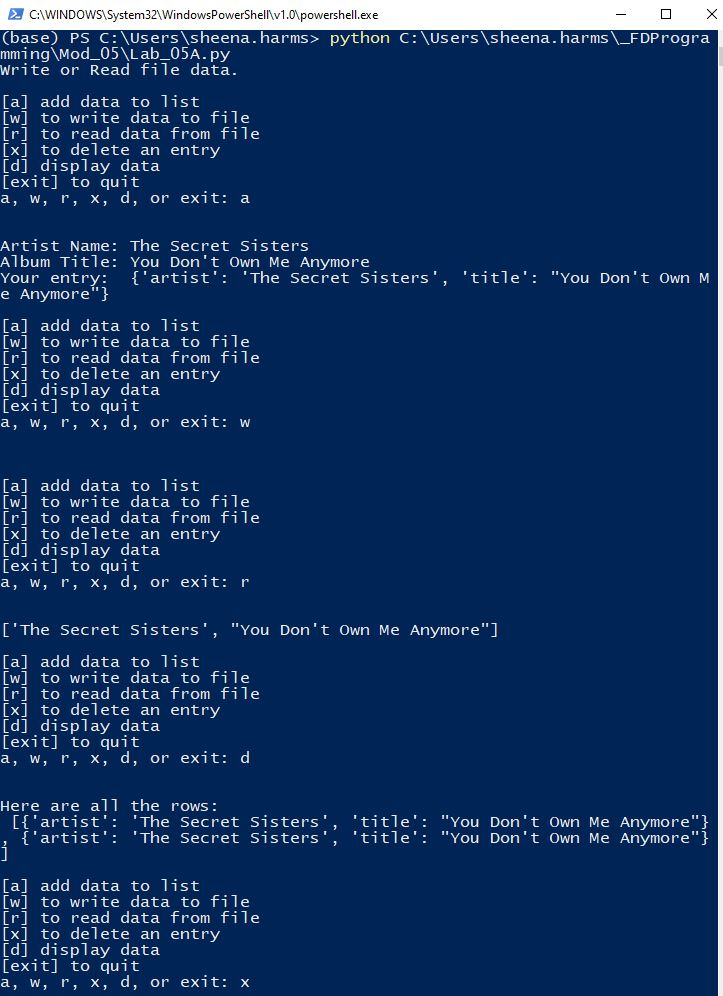 C:\WINDOWS\System32\WindowsPowerShell\v1.0\powershell.exe
(base) PS C:\Users\sheena.harms> python C:\Users\sheena.harms\_FDProgra
mming\Mod_05\Lab_05A.py
Write or Read file data.
[a] add data to list
[w] to write data to file
[r] to read data from file
[x] to delete an entry
[d] display data
[exit] to quit
a, w, r, x, d, or exit: a
Artist Name: The Secret Sisters
Album Title: You Don't Own Me Anymore
Your entry:  {'artist': 'The Secret Sisters', 'title': "You Don't Own M
e Anymore"}
[a] add data to list
[w] to write data to file
[r] to read data from file
[x] to delete an entry
[d] display data
[exit] to quit
a, w, r, x, d, or exit: w
[a] add data to list
[w] to write data to file
[r] to read data from file
[x] to delete an entry
[d] display data
[exit] to quit
a, w, r, x, d, or exit: r
['The Secret Sisters', "You Don't Own Me Anymore"]
[a] add data to list
[w] to write data to file
[r] to read data from file
[x] to delete an entry
[d] display data
[exit] to quit
a, w, r, x, d, or exit: d
Here are all the rows:
 [{'artist': 'The Secret Sisters', 'title': "You Don't Own Me Anymore"}
, {'artist': 'The Secret Sisters', 'title': "You Don't Own Me Anymore"}
]
[a] add data to list
[w] to write data to file
[r] to read data from file
[x] to delete an entry
[d] display data
[exit] to quit
a, w, r, x, d, or exit: x